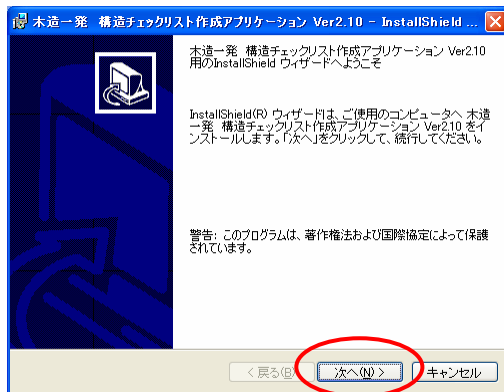 木造一発 構造チェックリスト作成アプリケーション Ver2.10 - InstallShield ...
木造一発 構造チェックリスト作成アプリケーション Ver2.10
用のInstallShield ウィザードへようこそ
InstallShield(R) ウィザードは、ご使用のコンピュータへ 木造
一発 構造チェックリスト作成アプリケーション Ver2.10 をイ
ンストールします。「次へ」をクリックして、続行してください。
警告: このプログラムは、著作権法および国際協定によって保護
されています。
< 戻る(B)
次へ(N) >
キャンセル